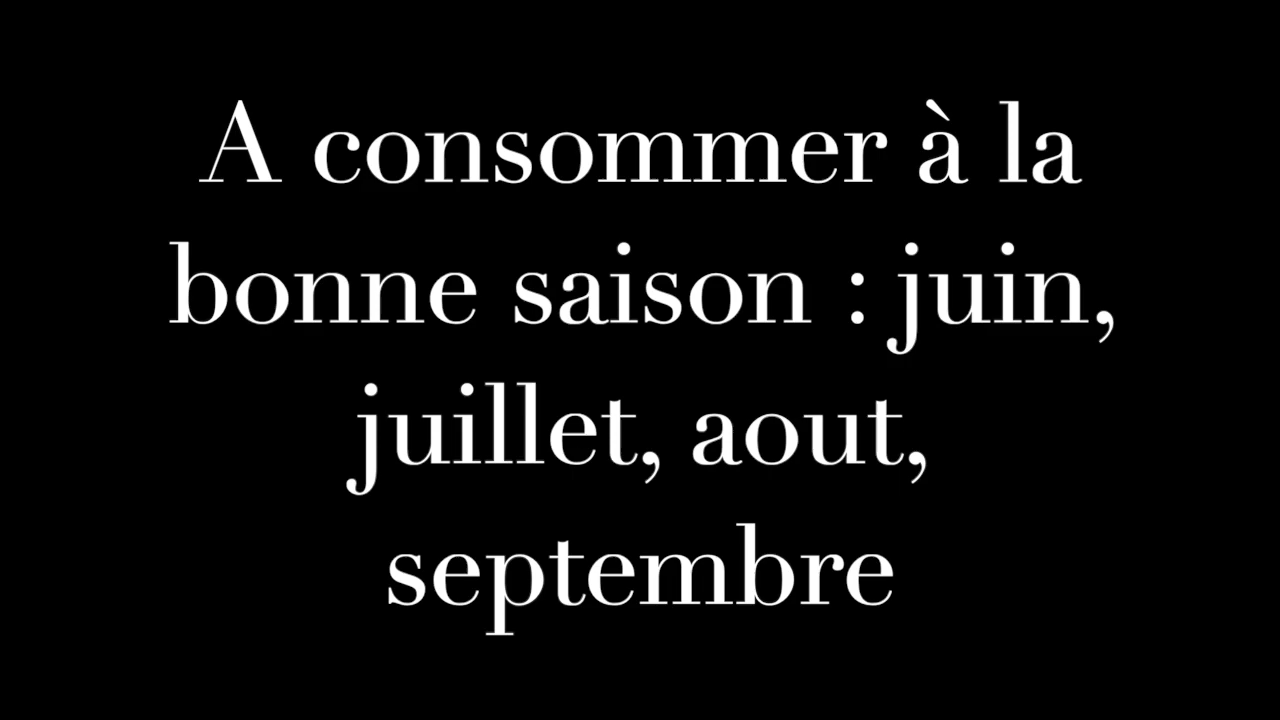 A consommer à la
bonne saison : juin,
juillet, aout,
septembre